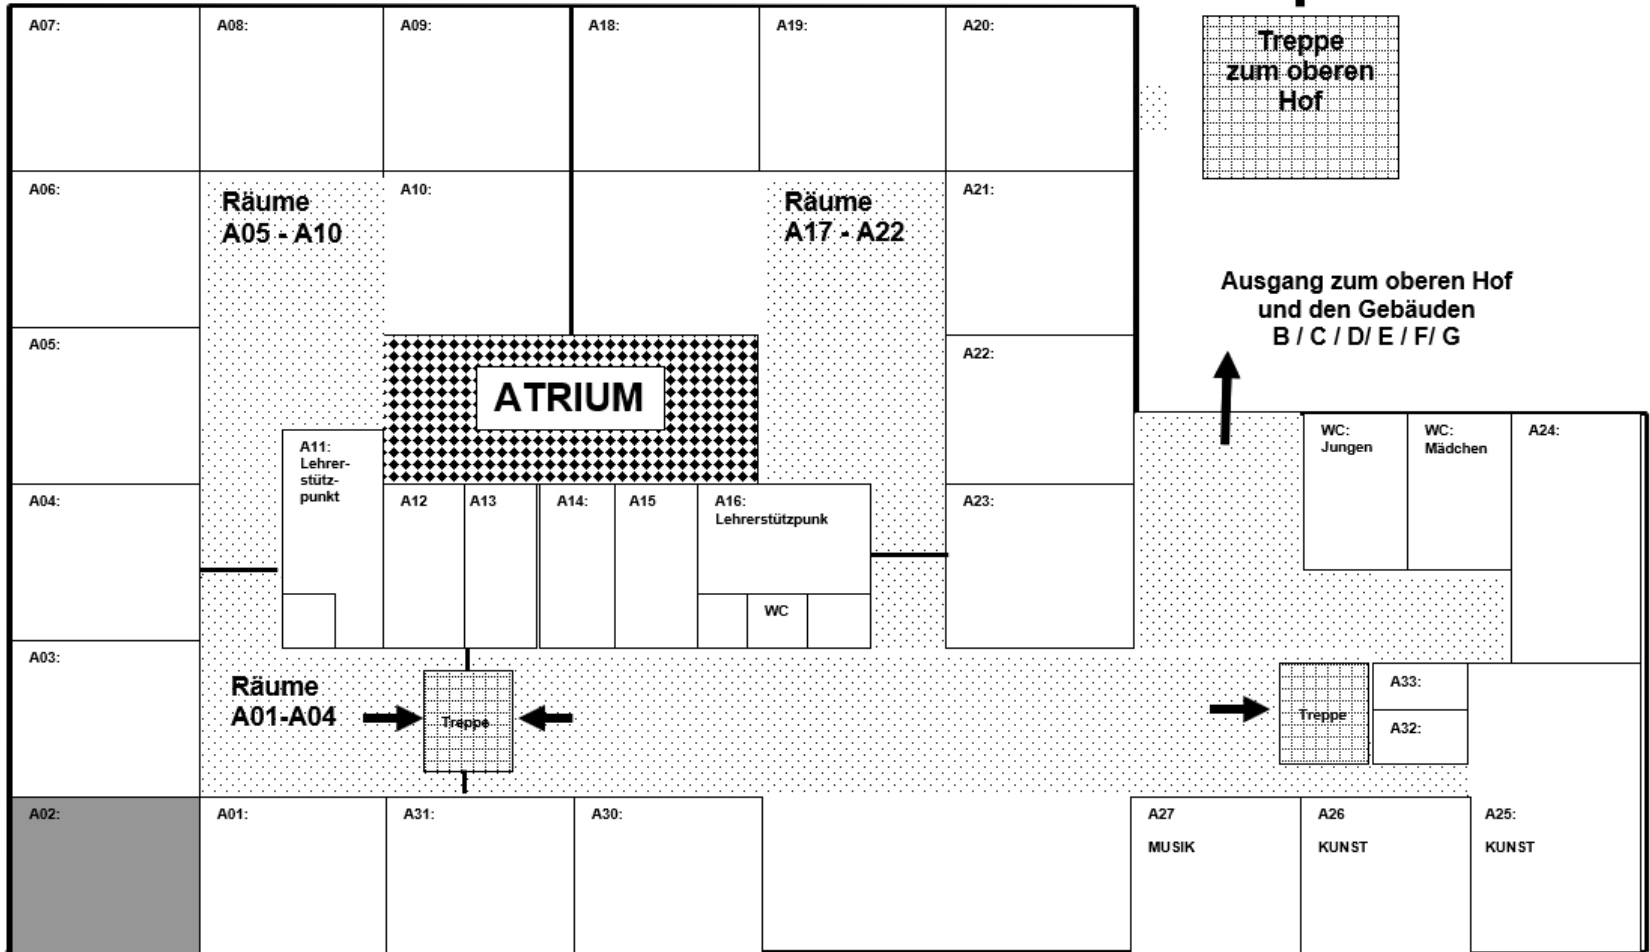 A07:
A08:
A09:
A18:
A19:
A20:
Treppe
zum oberen
Hof
A06:
Räume
A05 - A10
A10:
Räume
A17 - A22
A21:
Ausgang zum oberen Hof
und den Gebäuden
B / C / D/ E / F/ G
A05:
ATRIUM
A22:
A11:
Lehrer-
stütz-
punkt
WC:
Jungen
WC:
Mädchen
A24:
A04:
A12
A13
A14:
A15
A16:
Lehrerstützpunk
A23:
WC
A03:
Räume
A01-A04
Treppe
Treppe
A33:
A32:
A02:
A01:
A31:
A30:
A27
MUSIK
A26
KUNST
A25:
KUNST